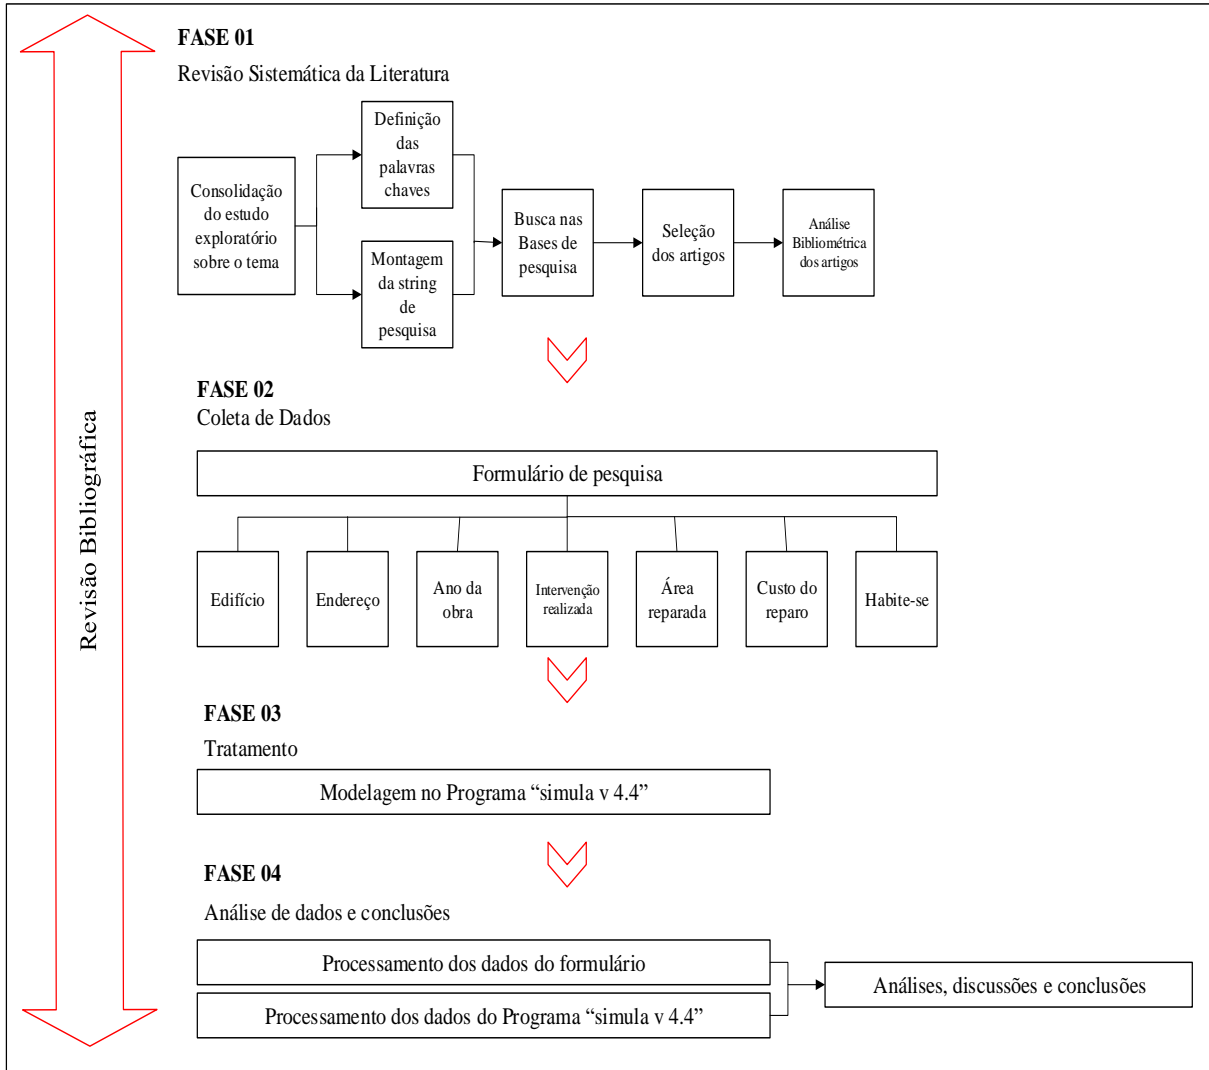 Revisão Bibliográfica
FASE 01
Revisão Sistemática da Literatura
Consolidação
do estudo
exploratório
sobre o tema
Definição
das
palavras
chaves
Montagem
da string
de
pesquisa
Busca nas
Bases de
pesquisa
Seleção
dos artigos
Análise
Bibliométrica
dos artigos
FASE 02
Coleta de Dados
Formulário de pesquisa
Edifício
Endereço
Ano da
obra
Intervenção
realizada
Área
reparada
Custo do
reparo
Habite-se
FASE 03
Tratamento
Modelagem no Programa “simula v 4.4”
FASE 04
Análise de dados e conclusões
Processamento dos dados do formulário
Processamento dos dados do Programa “simula v 4.4”
Análises, discussões e conclusões